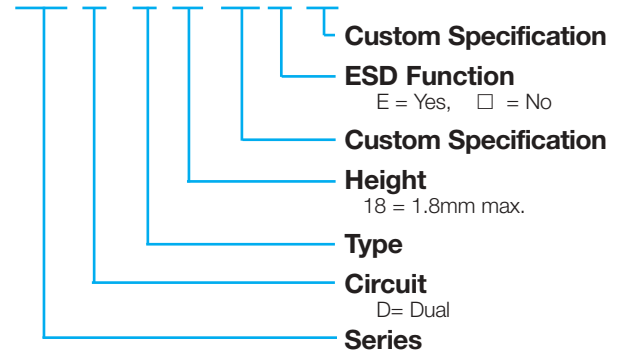 Custom Specification
ESD Function
E = Yes, □ = No
Custom Specification
Height
18 = 1.8mm max.
Type
Circuit
D= Dual
Series